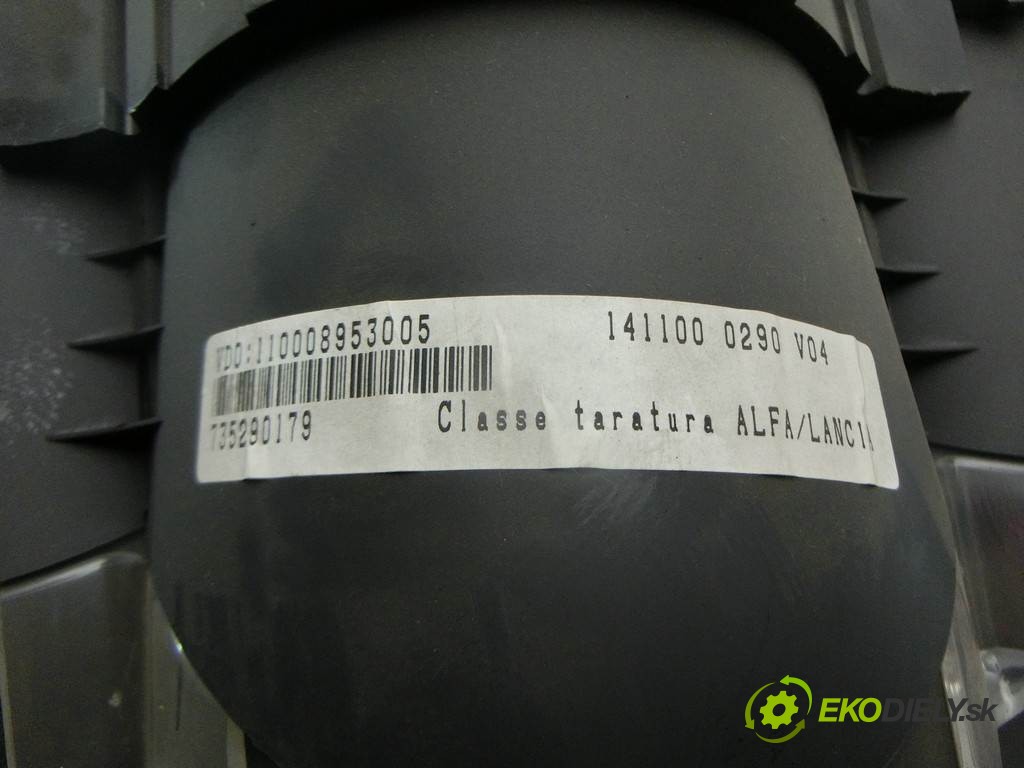 VDO:110008953005
141100 0290 V04
735290179
Classe taratura ALFA/LANCIA
EKODIELY.sk